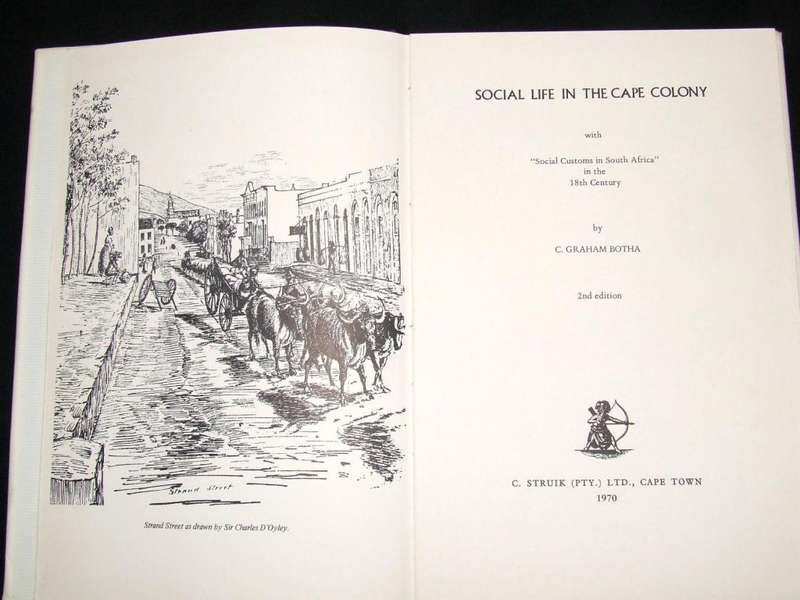 Strand Street
Strand Street as drawn by Sir Charles D'Oyley.
SOCIAL LIFE IN THE CAPE COLONY
with
"Social Customs in South Africa"
in the
18th Century
by
C. GRAHAM BOTHA
2nd edition
C. STRUIK (PTY.) LTD., CAPE TOWN
1970